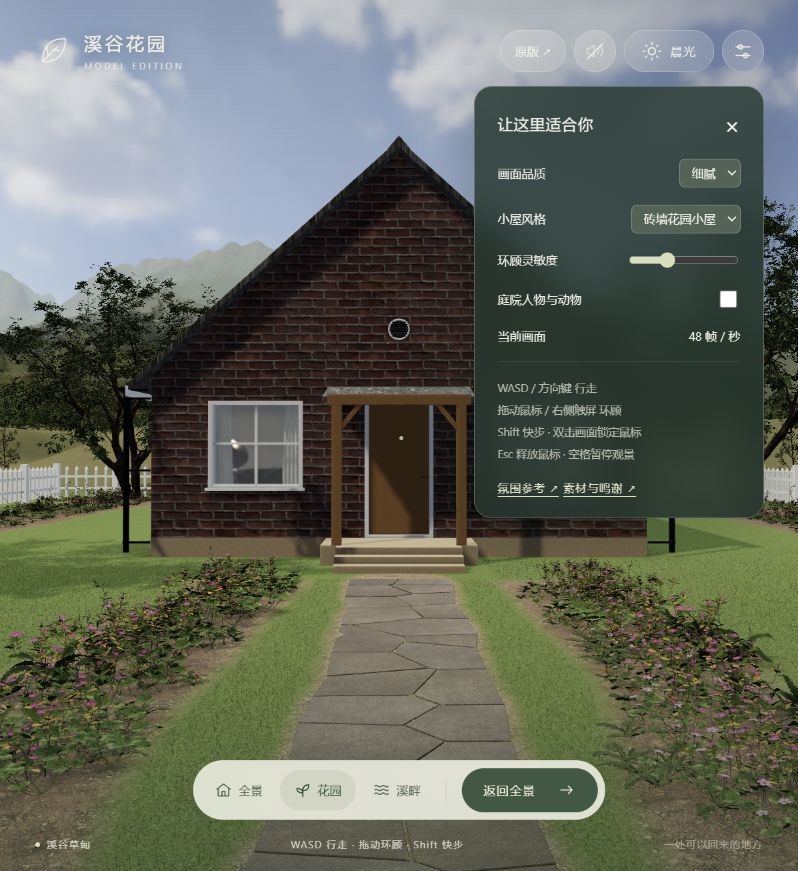 溪谷花园
MODEL EDITION
原版 ↗
晨光
让这里适合你
画面品质
细腻
小屋风格
砖墙花园小屋
环顾灵敏度
庭院人物与动物
当前画面
48 帧 / 秒
WASD / 方向键 行走
拖动鼠标 / 右侧触屏 环顾
Shift 快步 · 双击画面锁定鼠标
Esc 释放鼠标 · 空格暂停观景
氛围参考 ↗ 素材与鸣谢 ↗
全景
花园
溪畔
返回全景 →
溪谷草甸
WASD 行走 · 拖动环顾 · Shift 快步
一处可以回来的地方